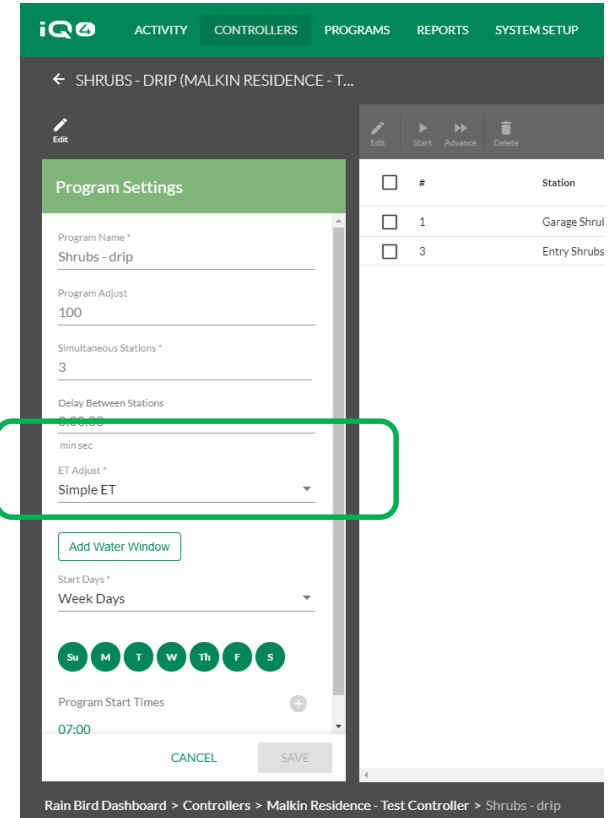 iQ4 ACTIVITY CONTROLLERS PROGRAMS REPORTS SYSTEM SETUP
← SHRUBS - DRIP (MALKIN RESIDENCE - T...
Edit
Edit Start Advance Delete
Program Settings
# Station
1 Garage Shru
3 Entry Shrubs
Program Name *
Shrubs - drip
Program Adjust
100
Simultaneous Stations *
3
Delay Between Stations
0:00:00
min sec
ET Adjust *
Simple ET
Add Water Window
Start Days *
Week Days
Su M T W Th F S
Program Start Times
07:00
CANCEL SAVE
Rain Bird Dashboard > Controllers > Malkin Residence - Test Controller > Shrubs - drip